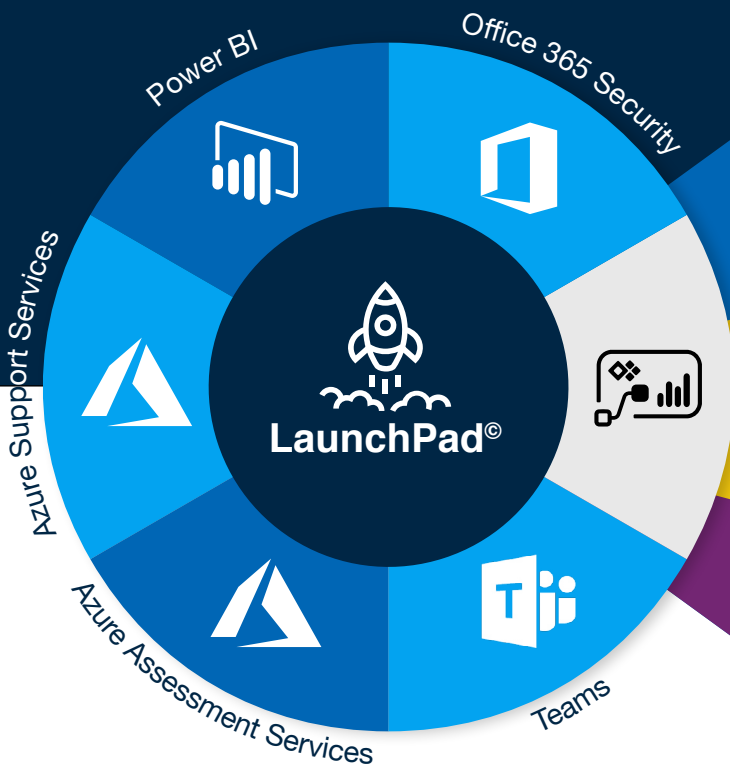 Power BI
Office 365 Security
Azure Support Services
LaunchPad©
Azure Assessment Services
Teams
T